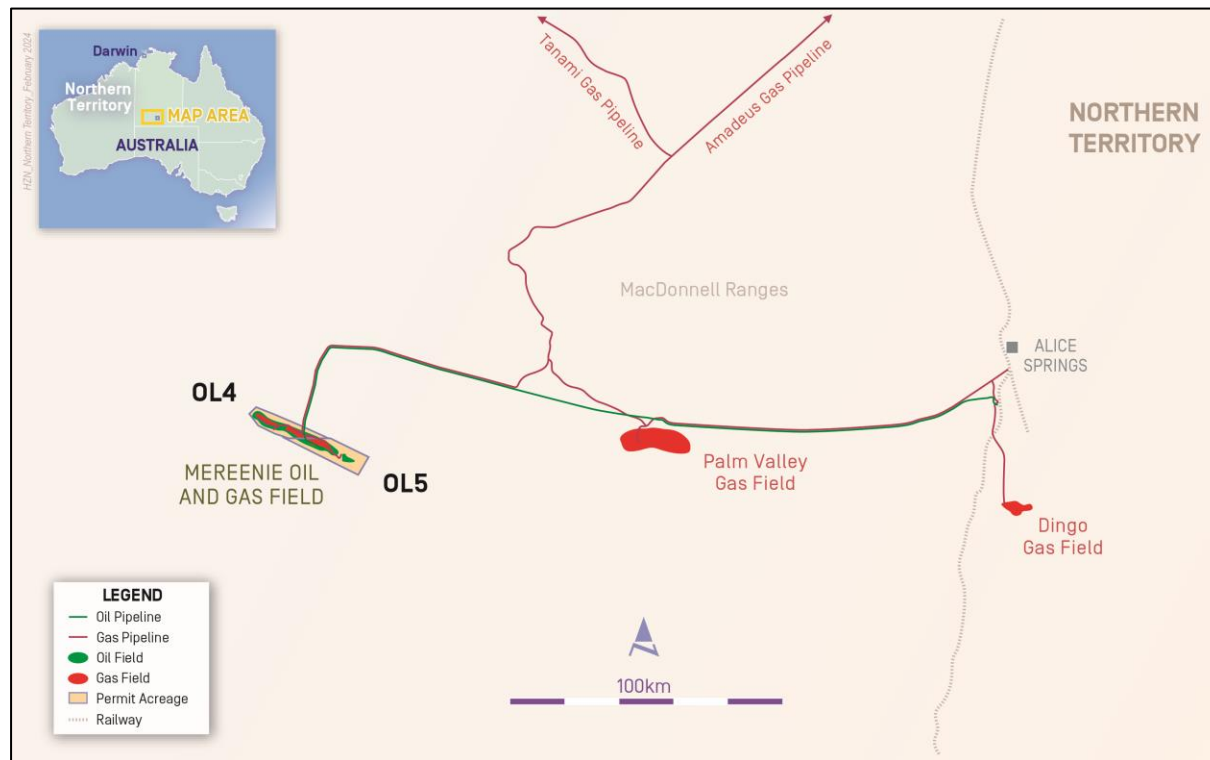 Darwin
Northern
Territory
MAP AREA
AUSTRALIA
HZN_Northern Territory_February 2024
Tanami Gas Pipeline
Amadeus Gas Pipeline
NORTHERN
TERRITORY
MacDonnell Ranges
ALICE
SPRINGS
OL4
OL5
MEREENIE OIL
AND GAS FIELD
Palm Valley
Gas Field
Dingo
Gas Field
LEGEND
Oil Pipeline
Gas Pipeline
Oil Field
Gas Field
Permit Acreage
Railway
100km